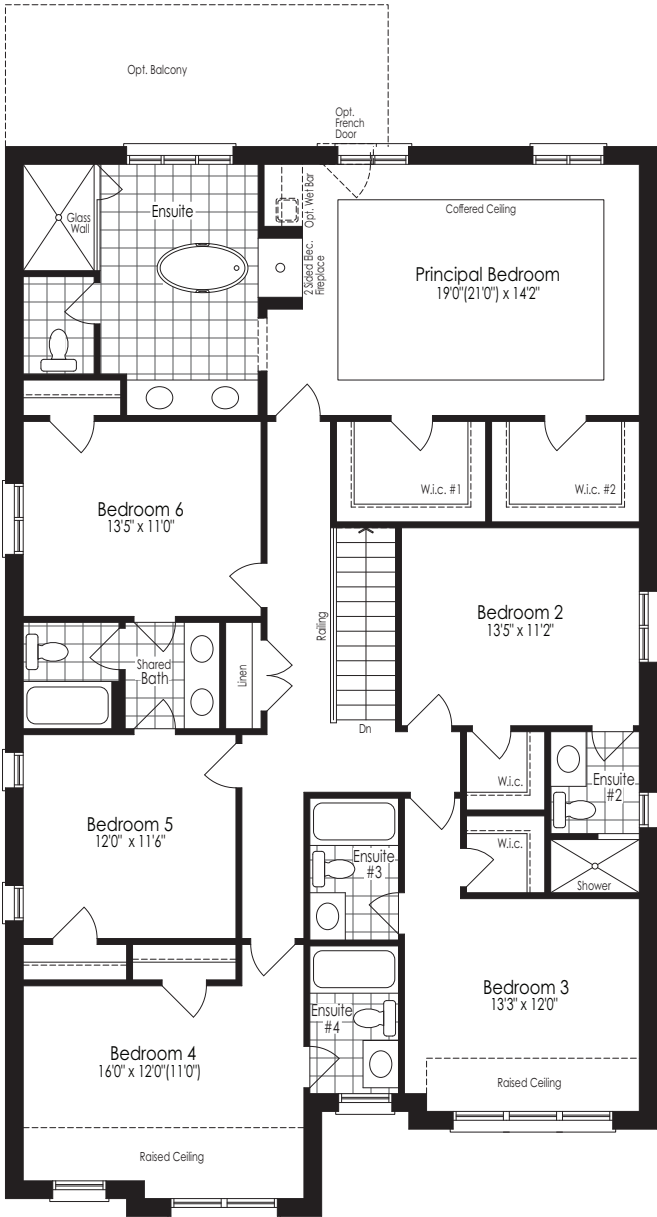 Opt. Balcony
Opt.
French
Door
Glass
Wall
Ensuite
Opt. Wet Bar
2 Sided Elec.
Fireplace
Coffered Ceiling
Principal Bedroom
19'0"(21'0") x 14'2"
W.i.c. #1
W.i.c. #2
Bedroom 6
13'5" x 11'0"
Bedroom 2
13'5" x 11'2"
Railing
Shared
Bath
Linen
Dn
W.i.c.
Ensuite
#2
Bedroom 5
12'0" x 11'6"
W.i.c.
Ensuite
#3
Shower
Bedroom 3
13'3" x 12'0"
Ensuite
#4
Bedroom 4
16'0" x 12'0"(11'0")
Raised Ceiling
Raised Ceiling